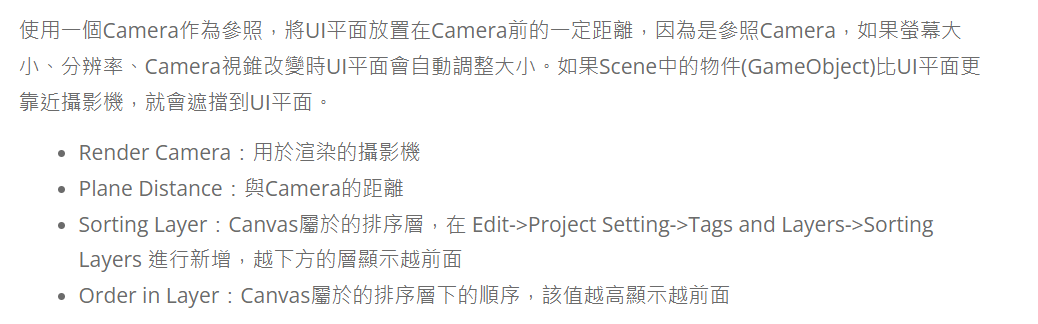 使用一個Camera作為參照，將UI平面放置在Camera前的一定距離，因為是參照Camera，如果螢幕大
小、分辨率、Camera視錐改變時UI平面會自動調整大小。如果Scene中的物件(GameObject)比UI平面更
靠近攝影機，就會遮擋到UI平面。
• Render Camera：用於渲染的攝影機
• Plane Distance：與Camera的距離
• Sorting Layer：Canvas屬於的排序層，在 Edit->Project Setting->Tags and Layers->Sorting
Layers 進行新增，越下方的層顯示越前面
• Order in Layer：Canvas屬於的排序層下的順序，該值越高顯示越前面